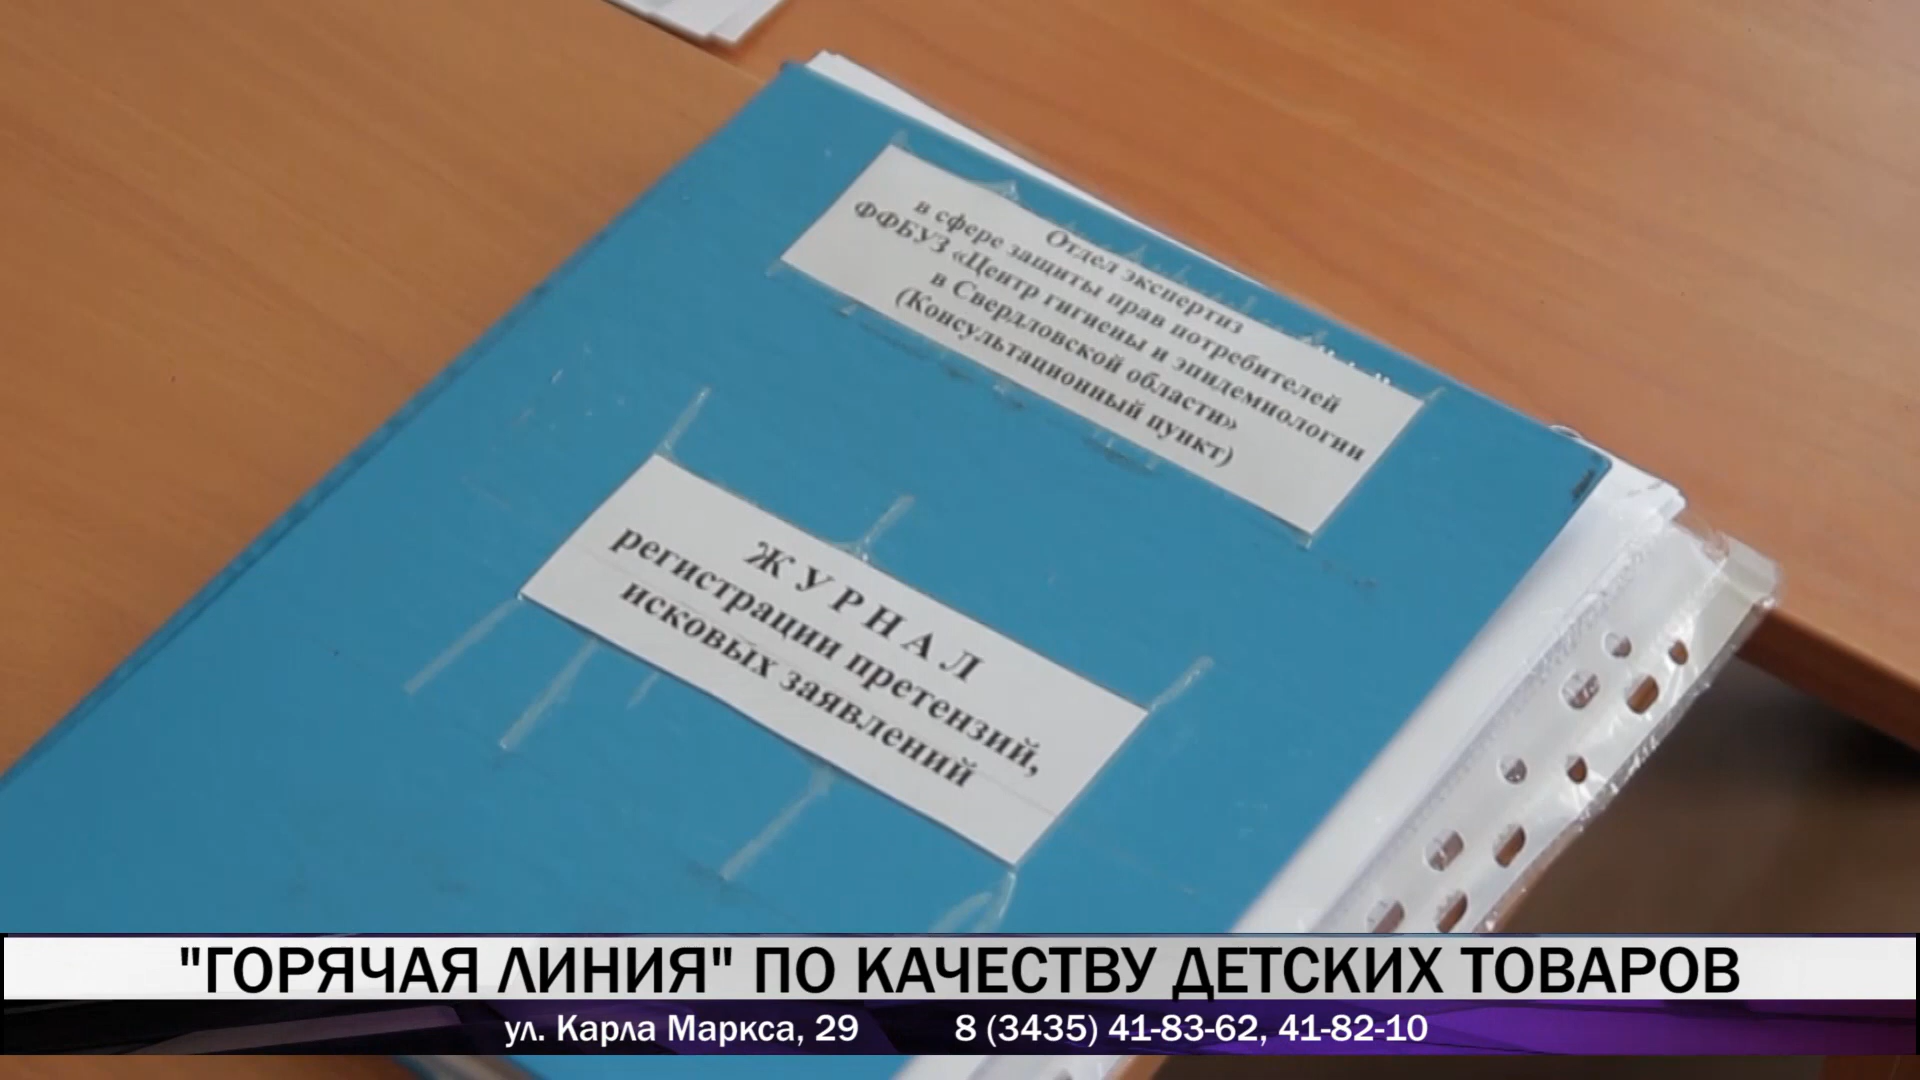 Отдел экспертиз
в сфере защиты прав потребителей
ФФБУЗ «Центр гигиены и эпидемиологии
в Свердловской области»
(Консультационный пункт)
ЖУРНАЛ
регистрации претензий,
исковых заявлений
"ГОРЯЧАЯ ЛИНИЯ" ПО КАЧЕСТВУ ДЕТСКИХ ТОВАРОВ
ул. Карла Маркса, 29 8 (3435) 41-83-62, 41-82-10